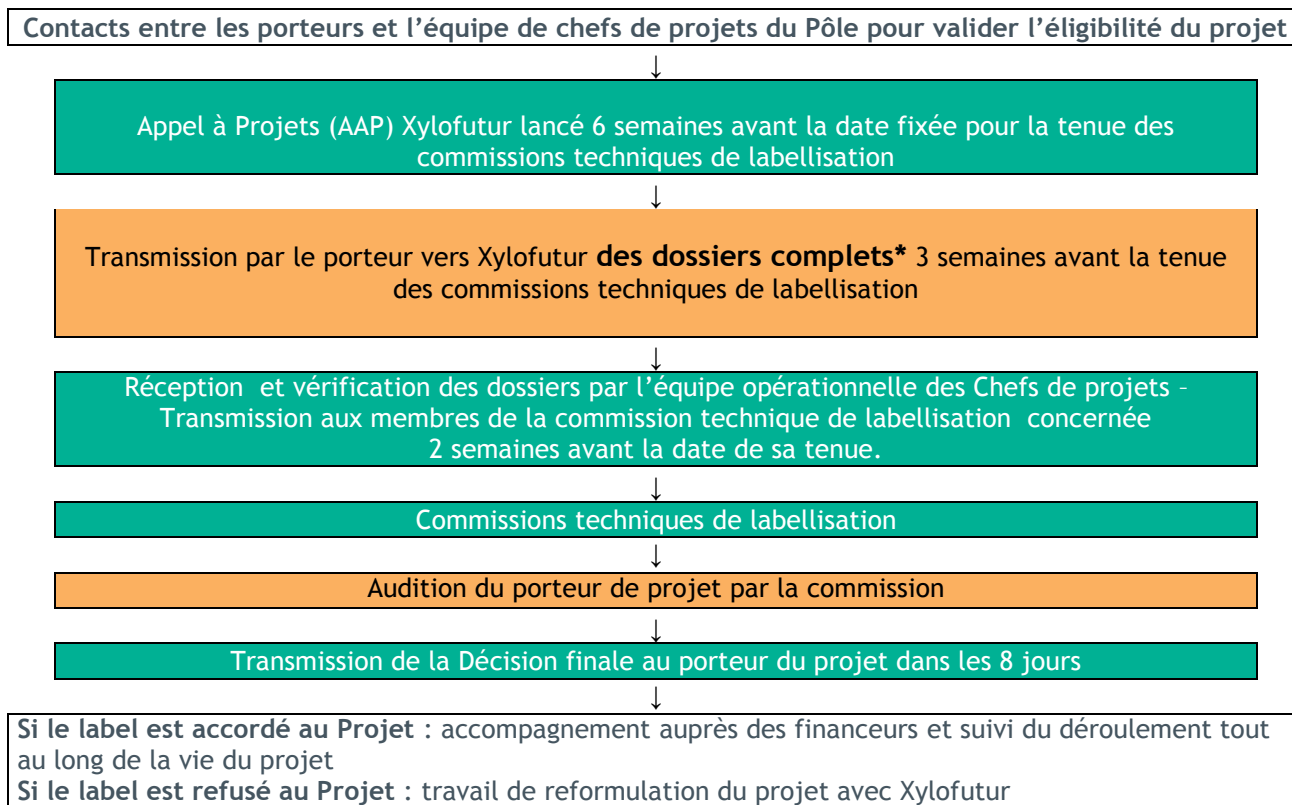 Contacts entre les porteurs et l’équipe de chefs de projets du Pôle pour valider l’éligibilité du projet
↓
Appel à Projets (AAP) Xylofutur lancé 6 semaines avant la date fixée pour la tenue des
commissions techniques de labellisation
↓
Transmission par le porteur vers Xylofutur des dossiers complets* 3 semaines avant la tenue
des commissions techniques de labellisation
↓
Réception et vérification des dossiers par l’équipe opérationnelle des Chefs de projets –
Transmission aux membres de la commission technique de labellisation concernée
2 semaines avant la date de sa tenue.
↓
Commissions techniques de labellisation
↓
Audition du porteur de projet par la commission
↓
Transmission de la Décision finale au porteur du projet dans les 8 jours
↓
Si le label est accordé au Projet : accompagnement auprès des financeurs et suivi du déroulement tout
au long de la vie du projet
Si le label est refusé au Projet : travail de reformulation du projet avec Xylofutur